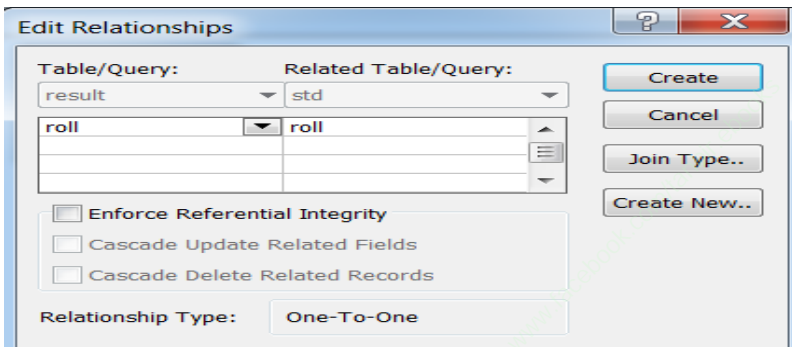 Edit Relationships
Table/Query: Related Table/Query: Create
result std
Cancel
roll roll
Join Type..
Create New..
Enforce Referential Integrity
Cascade Update Related Fields
Cascade Delete Related Records
Relationship Type: One-To-One